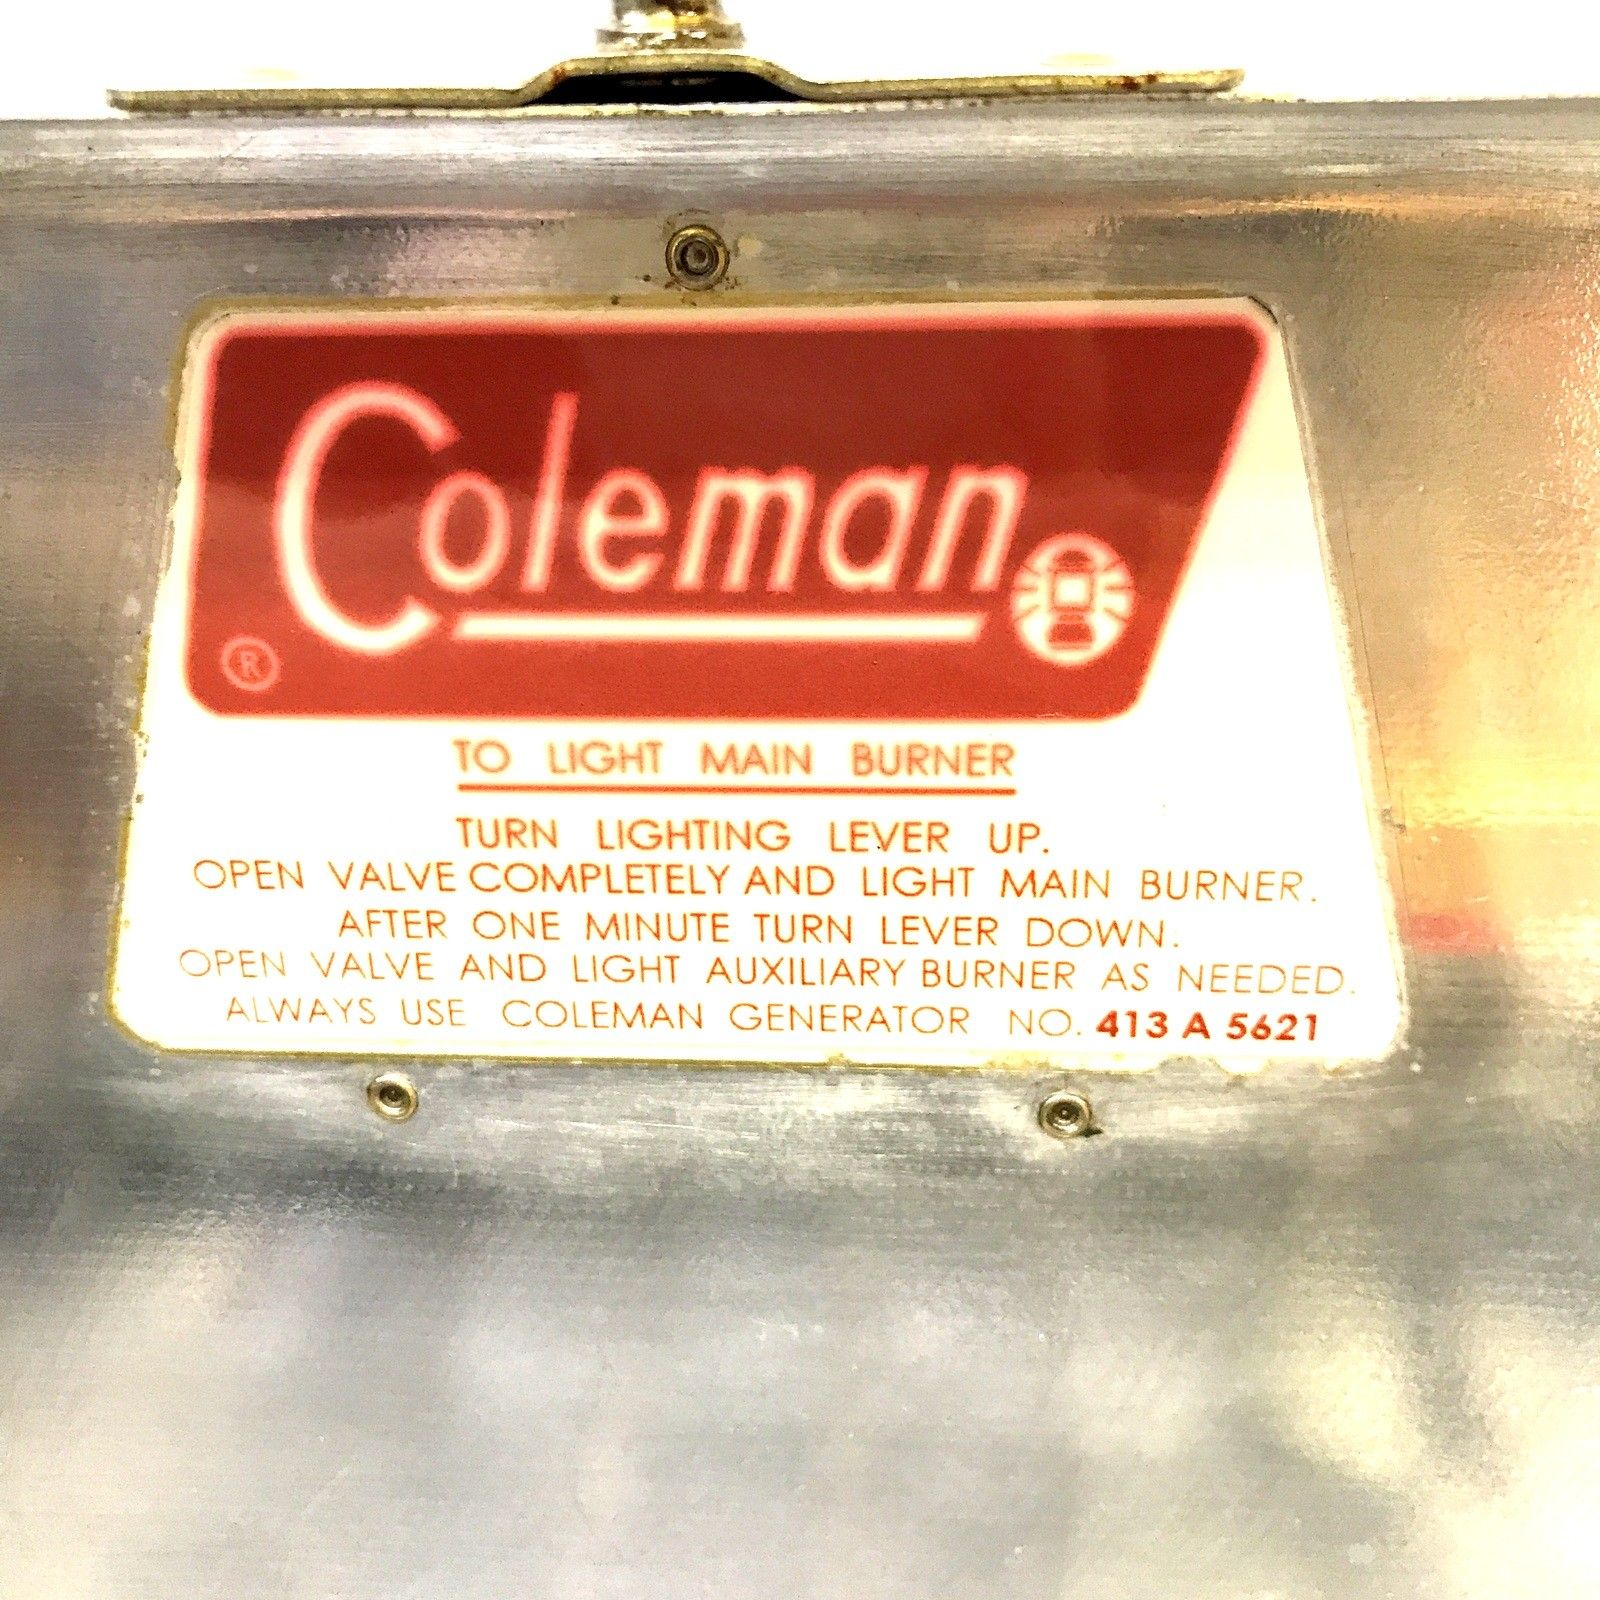 Coleman
®
TO LIGHT MAIN BURNER
TURN LIGHTING LEVER UP.
OPEN VALVE COMPLETELY AND LIGHT MAIN BURNER.
AFTER ONE MINUTE TURN LEVER DOWN.
OPEN VALVE AND LIGHT AUXILIARY BURNER AS NEEDED.
ALWAYS USE COLEMAN GENERATOR NO. 413 A 5621